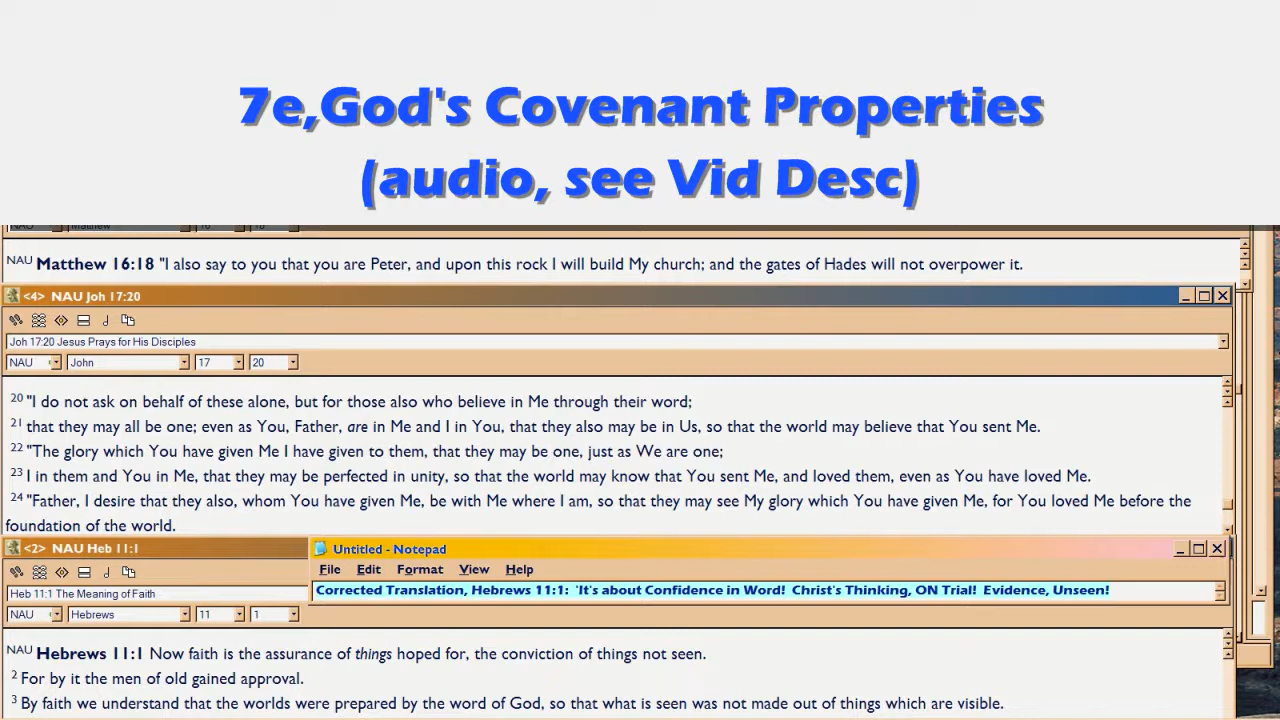 7e,God's Covenant Properties
(audio, see Vid Desc)
NAU Matthew 16 18
NAU Matthew 16:18 "I also say to you that you are Peter, and upon this rock I will build My church; and the gates of Hades will not overpower it.
<4> NAU Joh 17:20
Joh 17:20 Jesus Prays for His Disciples
NAU John 17 20
20 "I do not ask on behalf of these alone, but for those also who believe in Me through their word;
21 that they may all be one; even as You, Father, are in Me and I in You, that they also may be in Us, so that the world may believe that You sent Me.
22 "The glory which You have given Me I have given to them, that they may be one, just as We are one;
23 I in them and You in Me, that they may be perfected in unity, so that the world may know that You sent Me, and loved them, even as You have loved Me.
24 "Father, I desire that they also, whom You have given Me, be with Me where I am, so that they may see My glory which You have given Me, for You loved Me before the
foundation of the world.
<2> NAU Heb 11:1
Untitled - Notepad
File Edit Format View Help
Corrected Translation, Hebrews 11:1: 'It's about Confidence in Word! Christ's Thinking, ON Trial! Evidence, Unseen!
Heb 11:1 The Meaning of Faith
NAU Hebrews 11 1
NAU Hebrews 11:1 Now faith is the assurance of things hoped for, the conviction of things not seen.
2 For by it the men of old gained approval.
3 By faith we understand that the worlds were prepared by the word of God, so that what is seen was not made out of things which are visible.